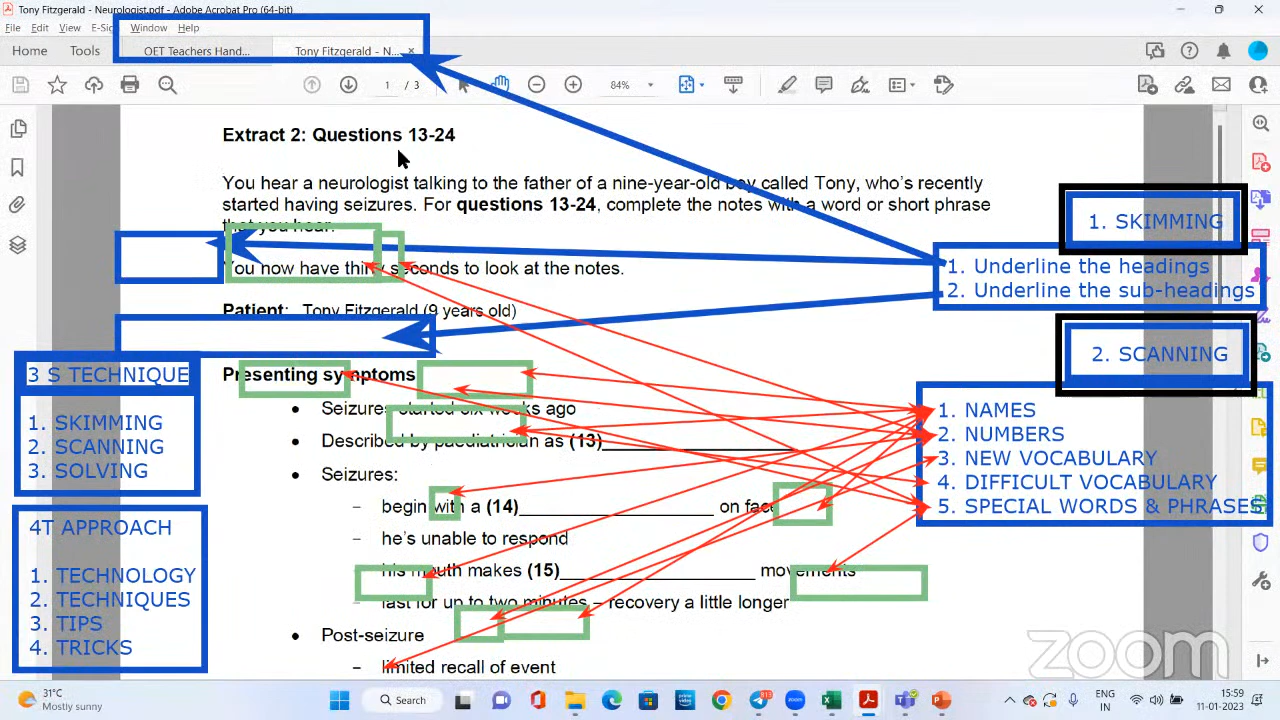 Tony Fitzgerald - Neurologist.pdf - Adobe Acrobat Pro (64-bit)
File Edit View E-Sign Window Help
Home Tools OET Teachers Hand... Tony Fitzgerald - N... ×
1 / 3 84%
Extract 2: Questions 13-24
You hear a neurologist talking to the father of a nine-year-old boy called Tony, who's recently
started having seizures. For questions 13-24, complete the notes with a word or short phrase
that you hear.
You now have thirty seconds to look at the notes.
Patient: Tony Fitzgerald (9 years old)
Presenting symptoms
• Seizures started six weeks ago
• Described by paediatrician as (13)__________________
• Seizures:
– begin with a (14)__________________ on face
– he's unable to respond
– his mouth makes (15)__________________ movements
– last for up to two minutes – recovery a little longer
• Post-seizure
– limited recall of event
1. SKIMMING
1. Underline the headings
2. Underline the sub-headings
2. SCANNING
1. NAMES
2. NUMBERS
3. NEW VOCABULARY
4. DIFFICULT VOCABULARY
5. SPECIAL WORDS & PHRASES
3 S TECHNIQUE
1. SKIMMING
2. SCANNING
3. SOLVING
4T APPROACH
1. TECHNOLOGY
2. TECHNIQUES
3. TIPS
4. TRICKS
zoom
31°C
Mostly sunny
Search
813
ENG
IN
15:59
11-01-2023